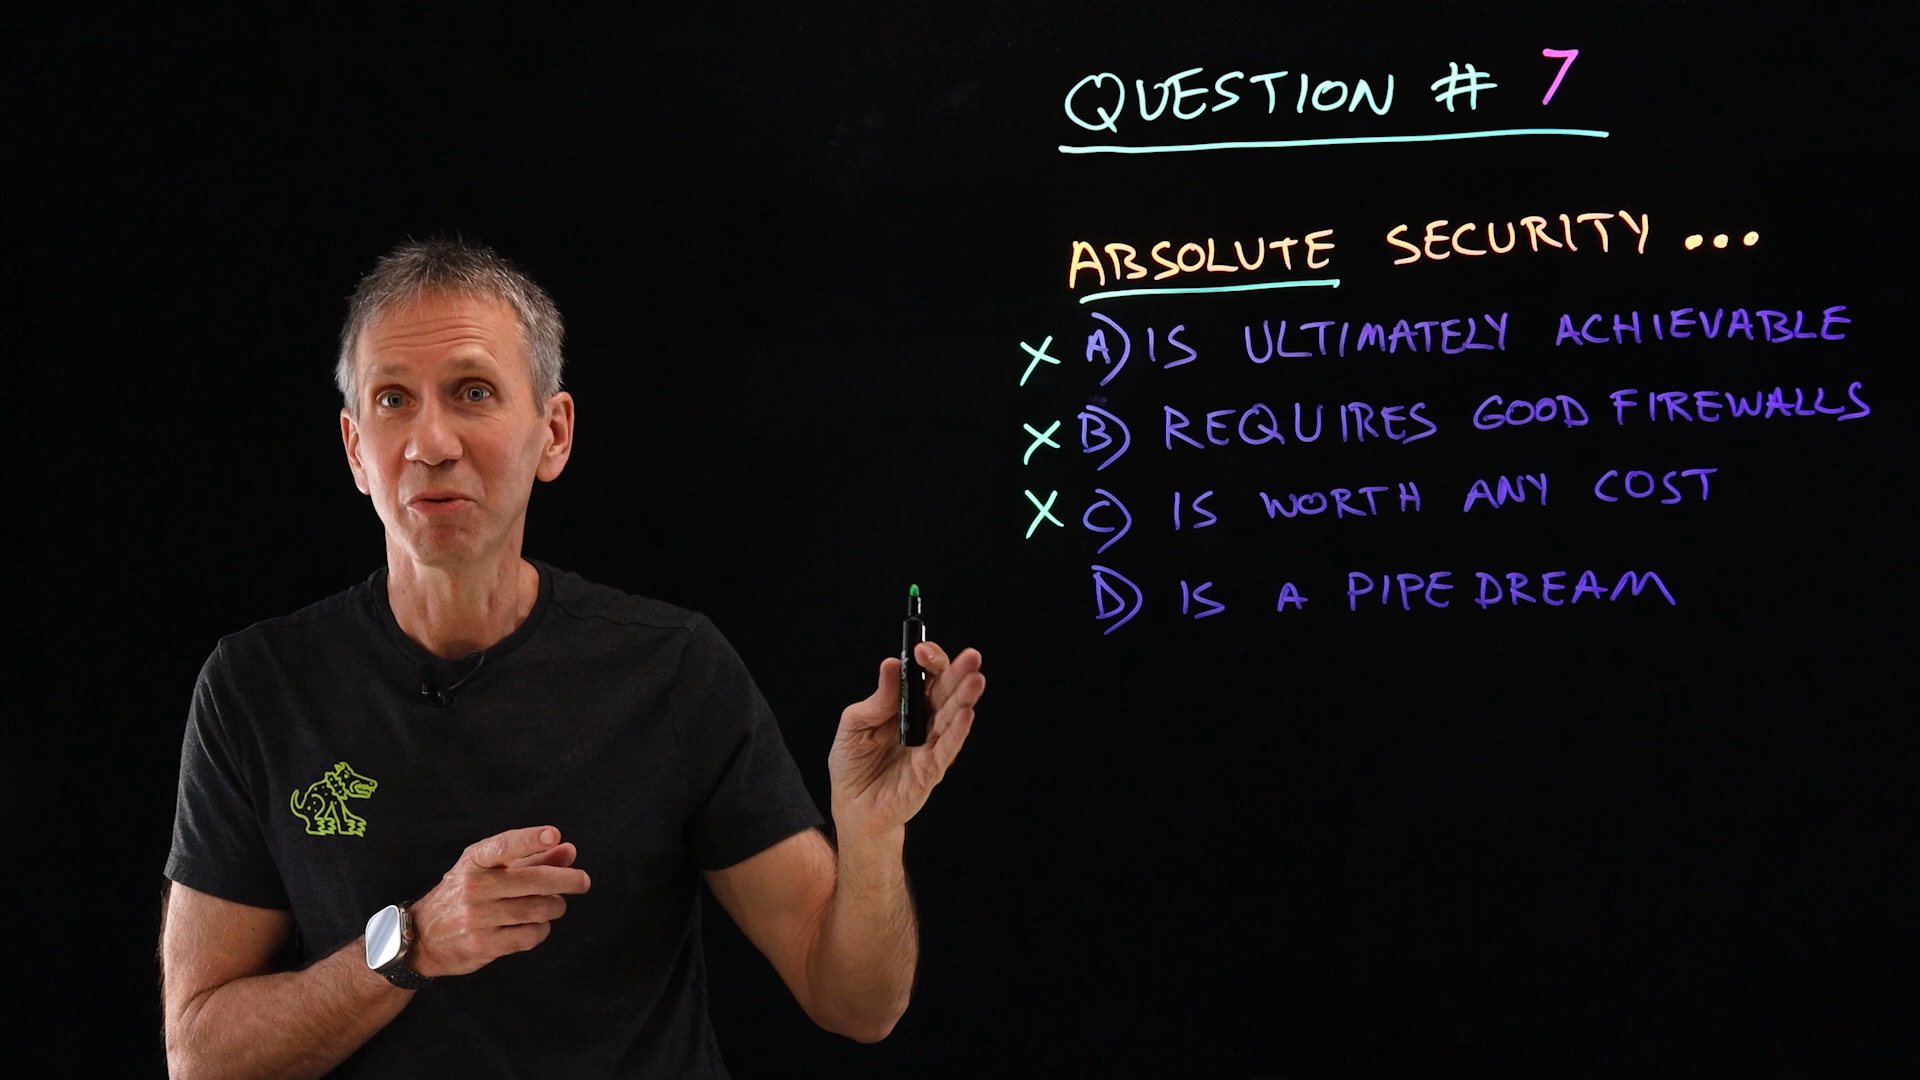 QUESTION # 7
ABSOLUTE SECURITY ...
X A) IS ULTIMATELY ACHIEVABLE
X B) REQUIRES GOOD FIREWALLS
X C) IS WORTH ANY COST
D) IS A PIPE DREAM